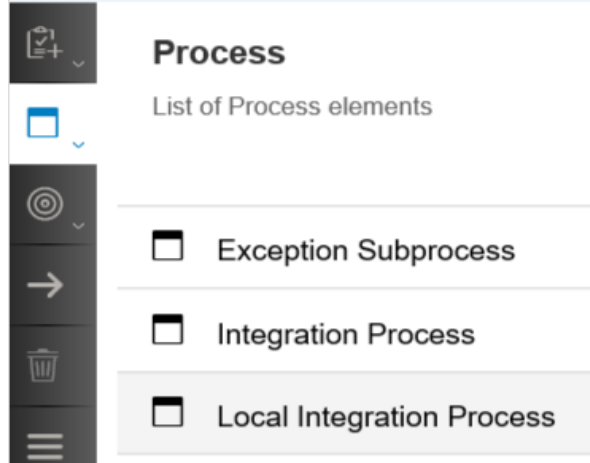 Process
List of Process elements
Exception Subprocess
Integration Process
Local Integration Process